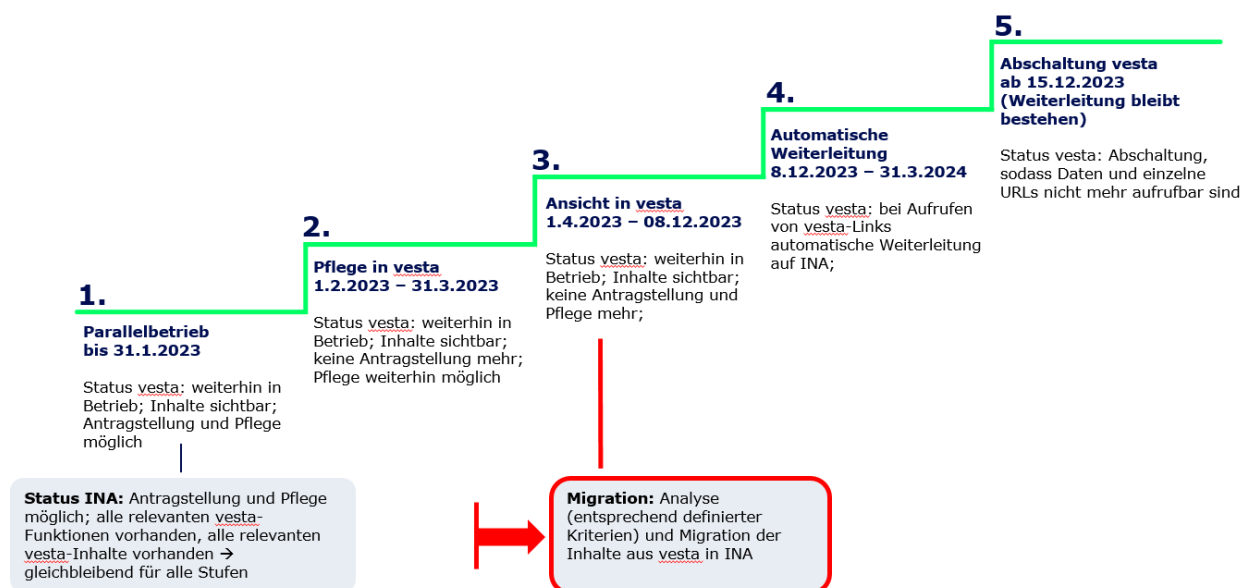 1.
Parallelbetrieb
bis 31.1.2023
Status vesta: weiterhin in
Betrieb; Inhalte sichtbar;
Antragstellung und Pflege
möglich
Status INA: Antragstellung und Pflege
möglich; alle relevanten vesta-
Funktionen vorhanden, alle relevanten
vesta-Inhalte vorhanden →
gleichbleibend für alle Stufen
2.
Pflege in vesta
1.2.2023 – 31.3.2023
Status vesta: weiterhin in
Betrieb; Inhalte sichtbar;
keine Antragstellung mehr;
Pflege weiterhin möglich
3.
Ansicht in vesta
1.4.2023 – 08.12.2023
Status vesta: weiterhin in
Betrieb; Inhalte sichtbar;
keine Antragstellung und
Pflege mehr;
Migration: Analyse
(entsprechend definierter
Kriterien) und Migration der
Inhalte aus vesta in INA
4.
Automatische
Weiterleitung
8.12.2023 – 31.3.2024
Status vesta: bei Aufrufen
von vesta-Links
automatische Weiterleitung
auf INA;
5.
Abschaltung vesta
ab 15.12.2023
(Weiterleitung bleibt
bestehen)
Status vesta: Abschaltung,
sodass Daten und einzelne
URLs nicht mehr aufrufbar sind